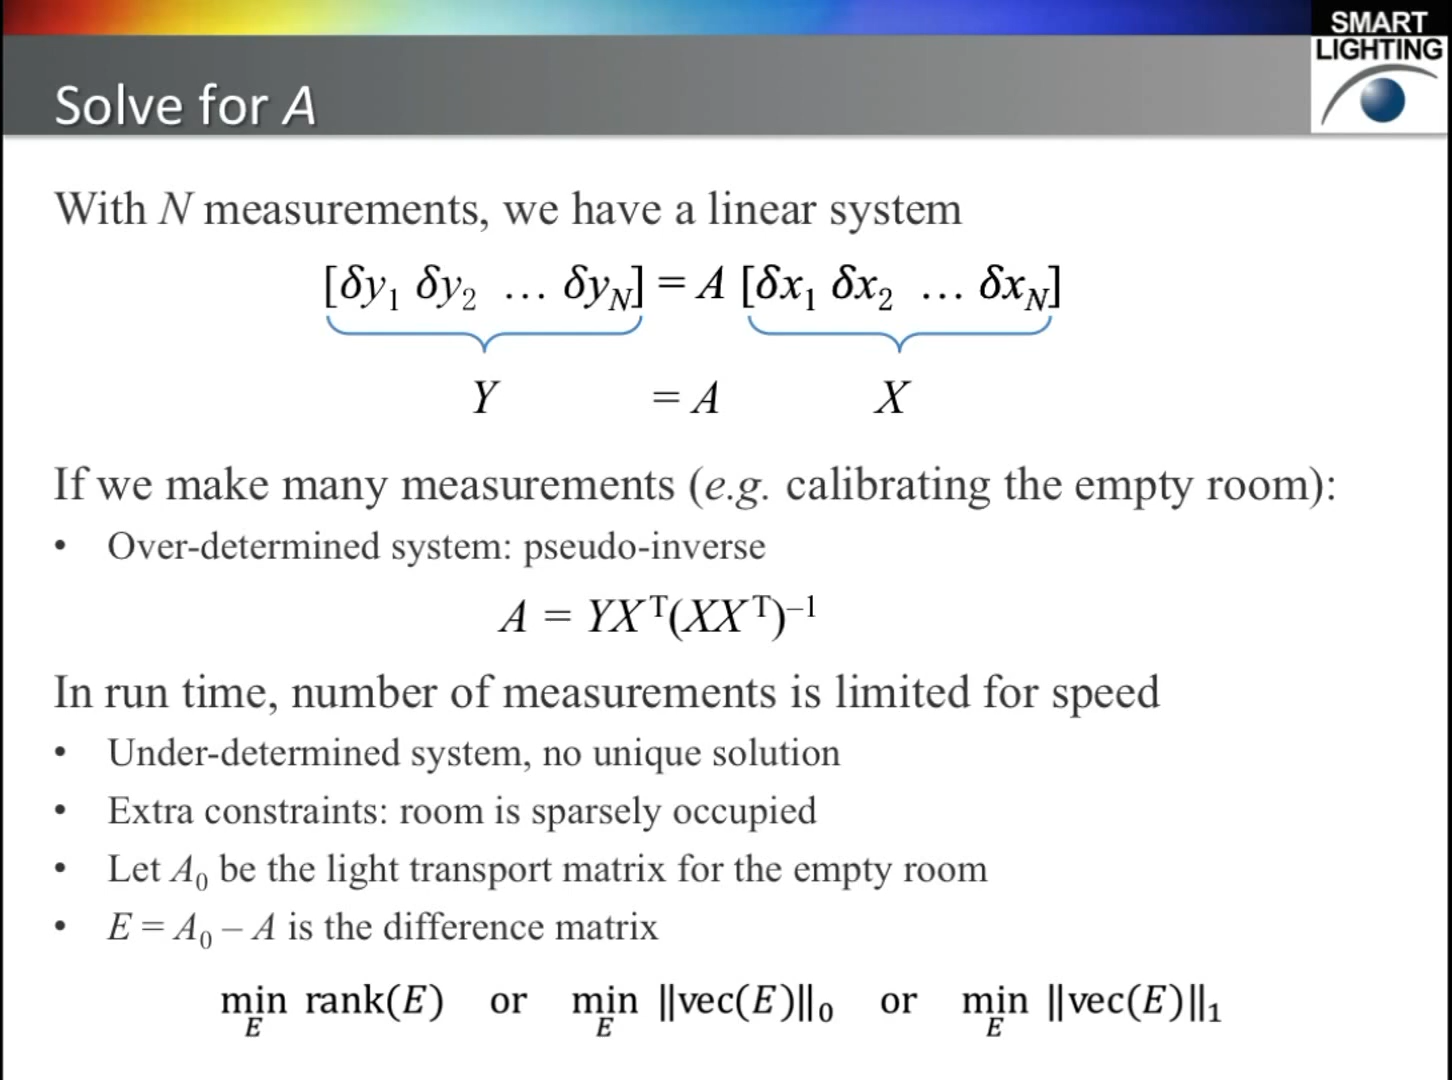 SMART
LIGHTING
Solve for A
With N measurements, we have a linear system
[δy₁ δy₂ … δy_N] = A [δx₁ δx₂ … δx_N]
Y = A X
If we make many measurements (e.g. calibrating the empty room):
• Over-determined system: pseudo-inverse
A = YXᵀ(XXᵀ)⁻¹
In run time, number of measurements is limited for speed
• Under-determined system, no unique solution
• Extra constraints: room is sparsely occupied
• Let A₀ be the light transport matrix for the empty room
• E = A₀ – A is the difference matrix
min_E rank(E) or min_E ‖vec(E)‖₀ or min_E ‖vec(E)‖₁